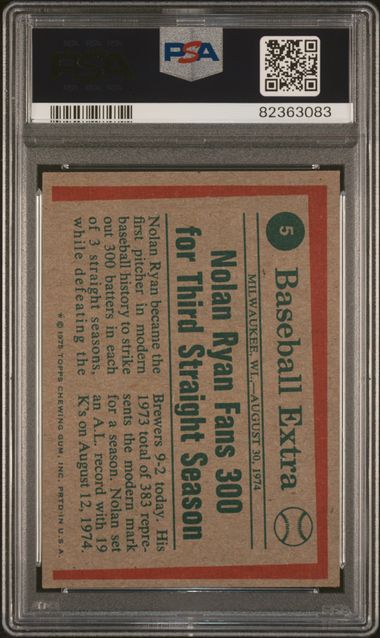 PSA
PSA
82363083
5
Baseball Extra
MILWAUKEE, WI.—AUGUST 30, 1974
Nolan Ryan Fans 300
for Third Straight Season
Nolan Ryan became the
first pitcher in modern
baseball history to strike
out 300 batters in each
of 3 straight seasons,
while defeating the
Brewers 9-2 today. His
1973 total of 383 repre-
sents the modern mark
for a season. Nolan set
an A.L. record with 19
K's on August 12, 1974.
* © 1975 TOPPS CHEWING GUM, INC. PRTD. IN U.S.A.